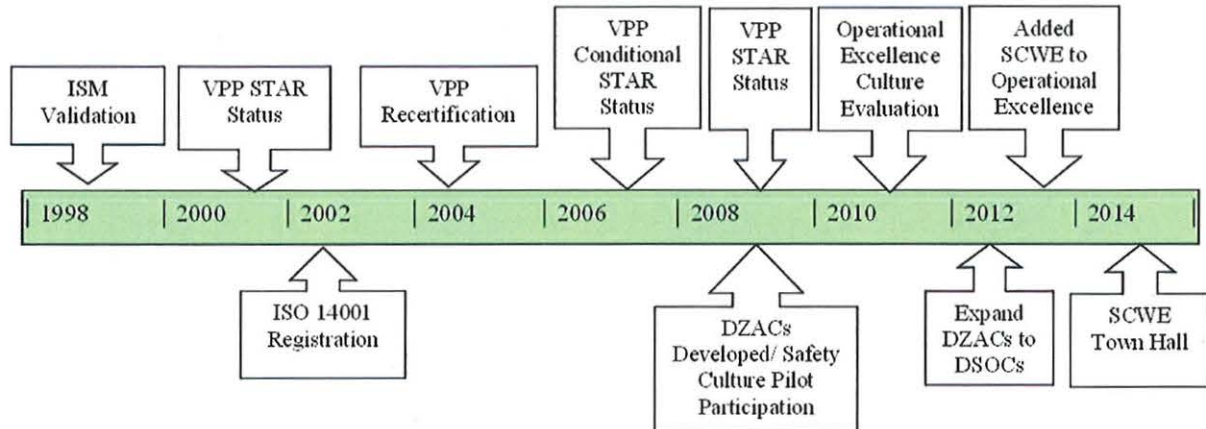 ISM
Validation
VPP STAR
Status
VPP
Recertification
VPP
Conditional
STAR
Status
VPP
STAR
Status
Operational
Excellence
Culture
Evaluation
Added
SCWE to
Operational
Excellence
| 1998 | 2000 | 2002 | 2004 | 2006 | 2008 | 2010 | 2012 | 2014 |
ISO 14001
Registration
DZACs
Developed/ Safety
Culture Pilot
Participation
Expand
DZACs to
DSOCs
SCWE
Town Hall